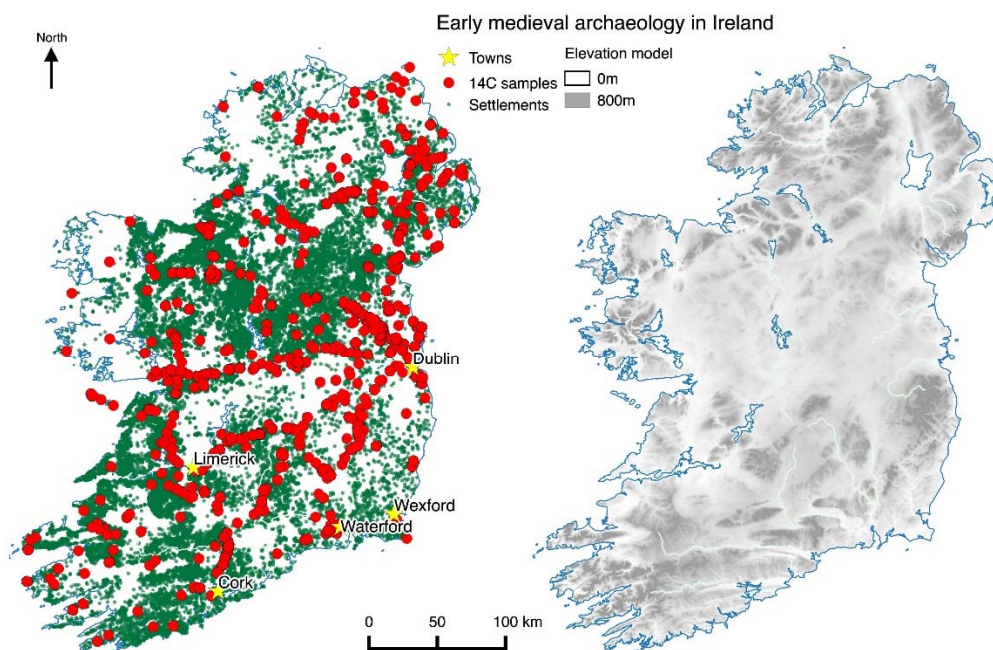 Early medieval archaeology in Ireland
North
Towns
14C samples
Settlements
Elevation model
0m
800m
Dublin
Limerick
Wexford
Waterford
Cork
0 50 100 km